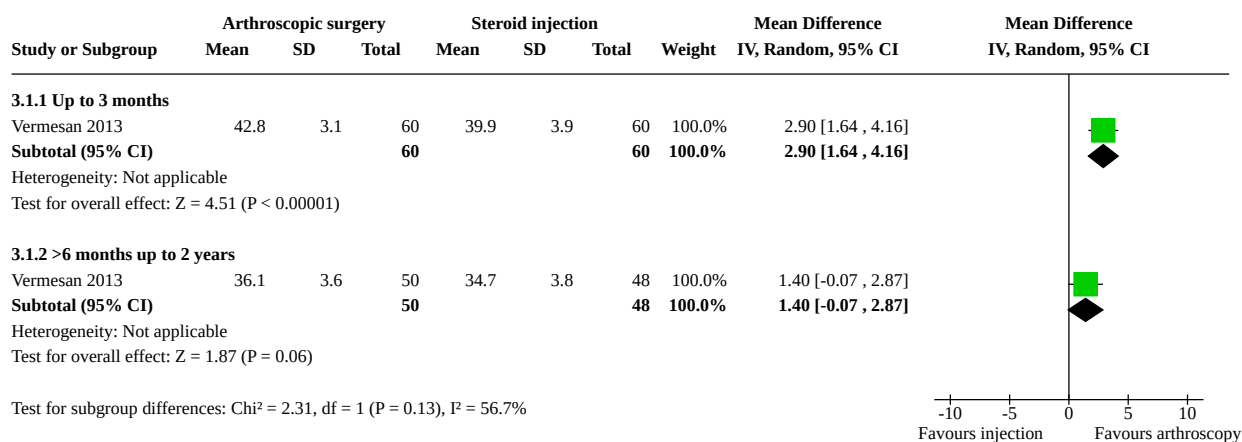 Arthroscopic surgery Steroid injection Mean Difference Mean Difference
Study or Subgroup Mean SD Total Mean SD Total Weight IV, Random, 95% CI IV, Random, 95% CI
3.1.1 Up to 3 months
Vermesan 2013 42.8 3.1 60 39.9 3.9 60 100.0% 2.90 [1.64 , 4.16]
Subtotal (95% CI) 60 60 100.0% 2.90 [1.64 , 4.16]
Heterogeneity: Not applicable
Test for overall effect: Z = 4.51 (P < 0.00001)
3.1.2 >6 months up to 2 years
Vermesan 2013 36.1 3.6 50 34.7 3.8 48 100.0% 1.40 [-0.07 , 2.87]
Subtotal (95% CI) 50 48 100.0% 1.40 [-0.07 , 2.87]
Heterogeneity: Not applicable
Test for overall effect: Z = 1.87 (P = 0.06)
Test for subgroup differences: Chi² = 2.31, df = 1 (P = 0.13), I² = 56.7%
-10 -5 0 5 10
Favours injection Favours arthroscopy